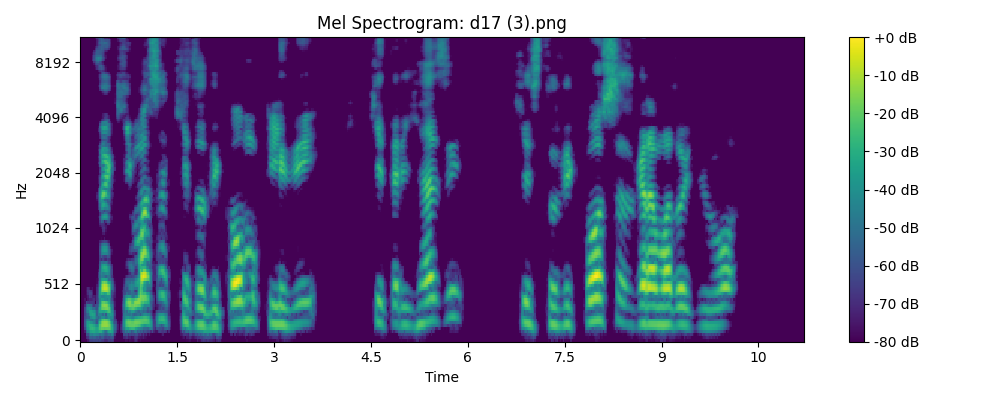 Mel Spectrogram: d17 (3).png
+0 dB
8192
-10 dB
4096
-20 dB
-30 dB
2048
Hz
-40 dB
1024
-50 dB
-60 dB
512
-70 dB
0
-80 dB
0 1.5 3 4.5 6 7.5 9 10
Time